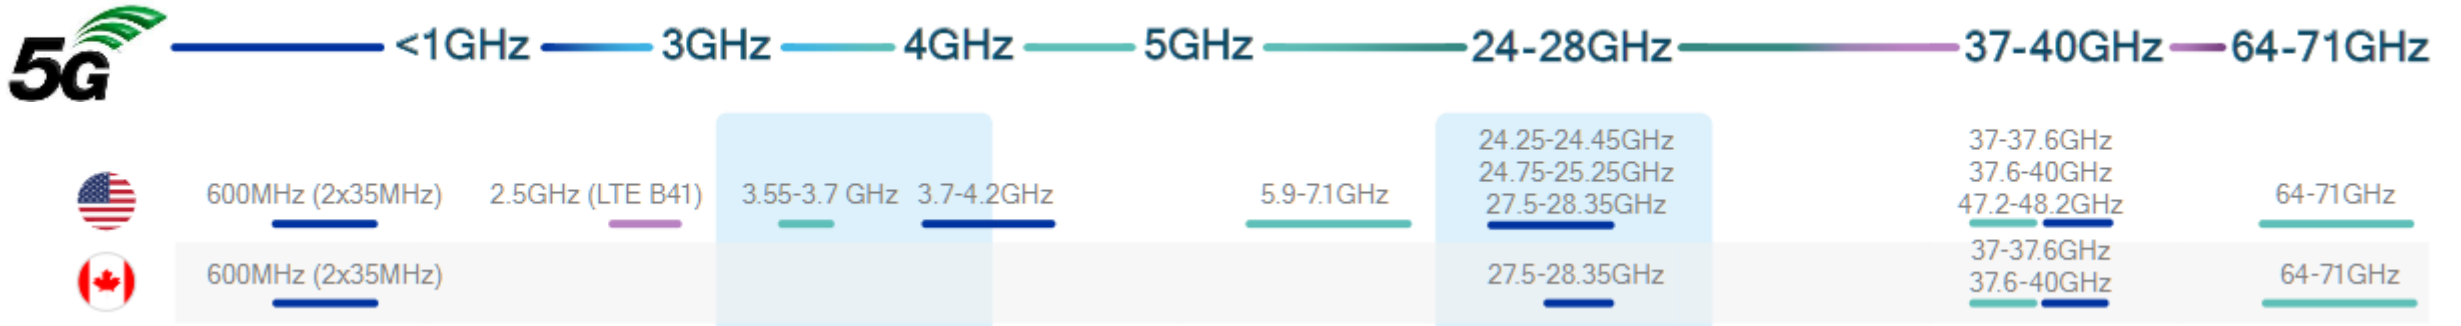 5G <1GHz 3GHz 4GHz 5GHz 24-28GHz 37-40GHz 64-71GHz
24.25-24.45GHz 37-37.6GHz
24.75-25.25GHz 37.6-40GHz
600MHz (2x35MHz) 2.5GHz (LTE B41) 3.55-3.7 GHz 3.7-4.2GHz 5.9-7.1GHz 27.5-28.35GHz 47.2-48.2GHz 64-71GHz
37-37.6GHz
600MHz (2x35MHz) 27.5-28.35GHz 37.6-40GHz 64-71GHz